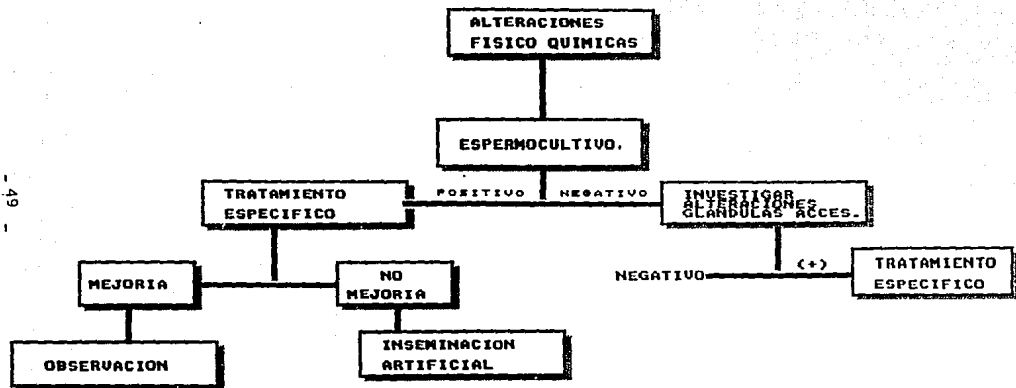 ALTERACIONES
FISICO QUIMICAS
ESPERMOCULTIVO.
POSITIVO NEGATIVO
TRATAMIENTO
ESPECIFICO
INVESTIGAR
ALTERACIONES
GLANDULAS ACCES.
MEJORIA
NO
MEJORIA
NEGATIVO
(+)
TRATAMIENTO
ESPECIFICO
OBSERVACION
INSEMINACION
ARTIFICIAL
- 49 -